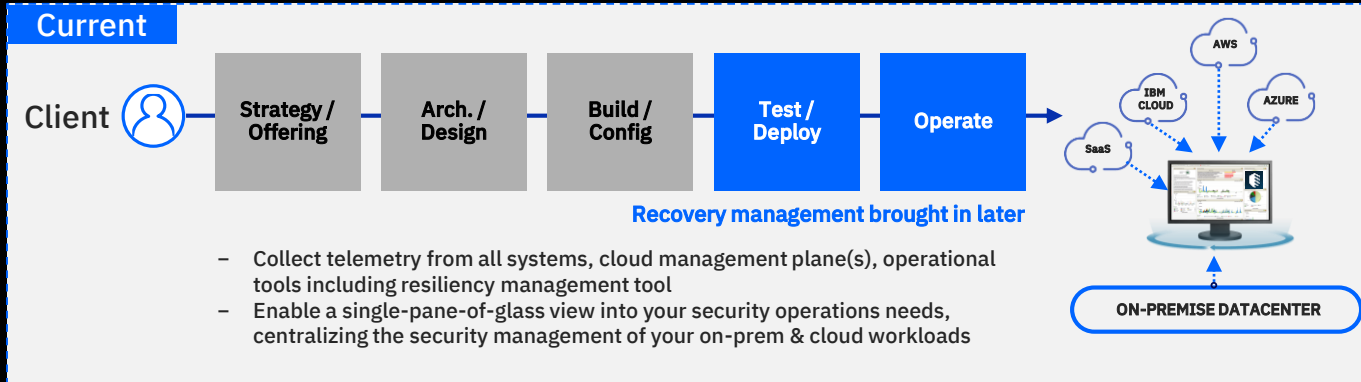 Current
Client
Strategy /
Offering
Arch. /
Design
Build /
Config
Test /
Deploy
Operate
AWS
IBM
CLOUD
AZURE
SaaS
Recovery management brought in later
– Collect telemetry from all systems, cloud management plane(s), operational
tools including resiliency management tool
– Enable a single-pane-of-glass view into your security operations needs,
centralizing the security management of your on-prem & cloud workloads
ON-PREMISE DATACENTER